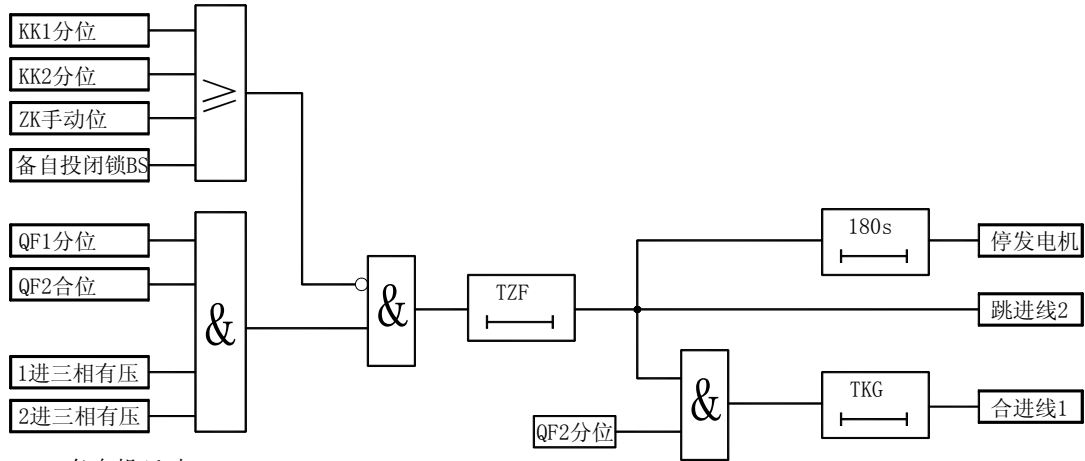 KK1分位
KK2分位
ZK手动位
备自投闭锁BS
≥
QF1分位
QF2合位
1进三相有压
2进三相有压
&
&
TZF
180s
停发电机
跳进线2
QF2分位
&
TKG
合进线1